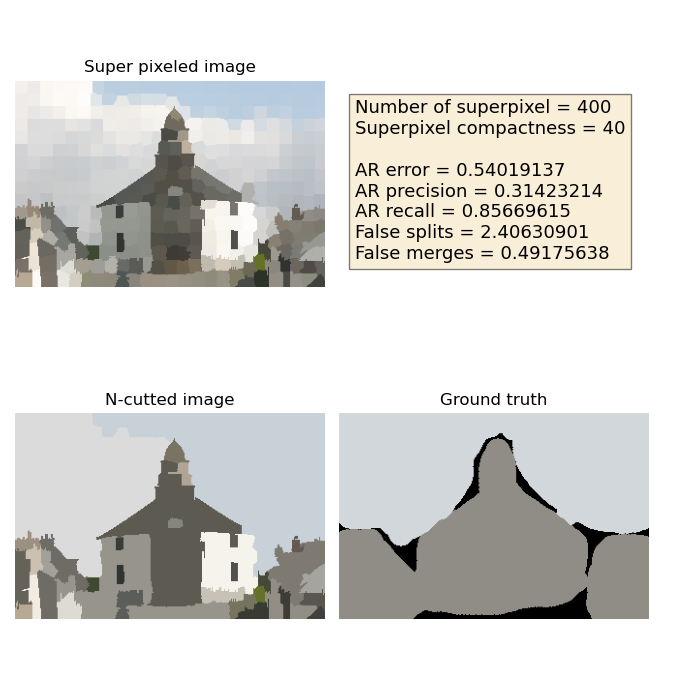 Super pixeled image
Number of superpixel = 400
Superpixel compactness = 40
AR error = 0.54019137
AR precision = 0.31423214
AR recall = 0.85669615
False splits = 2.40630901
False merges = 0.49175638
N-cutted image
Ground truth